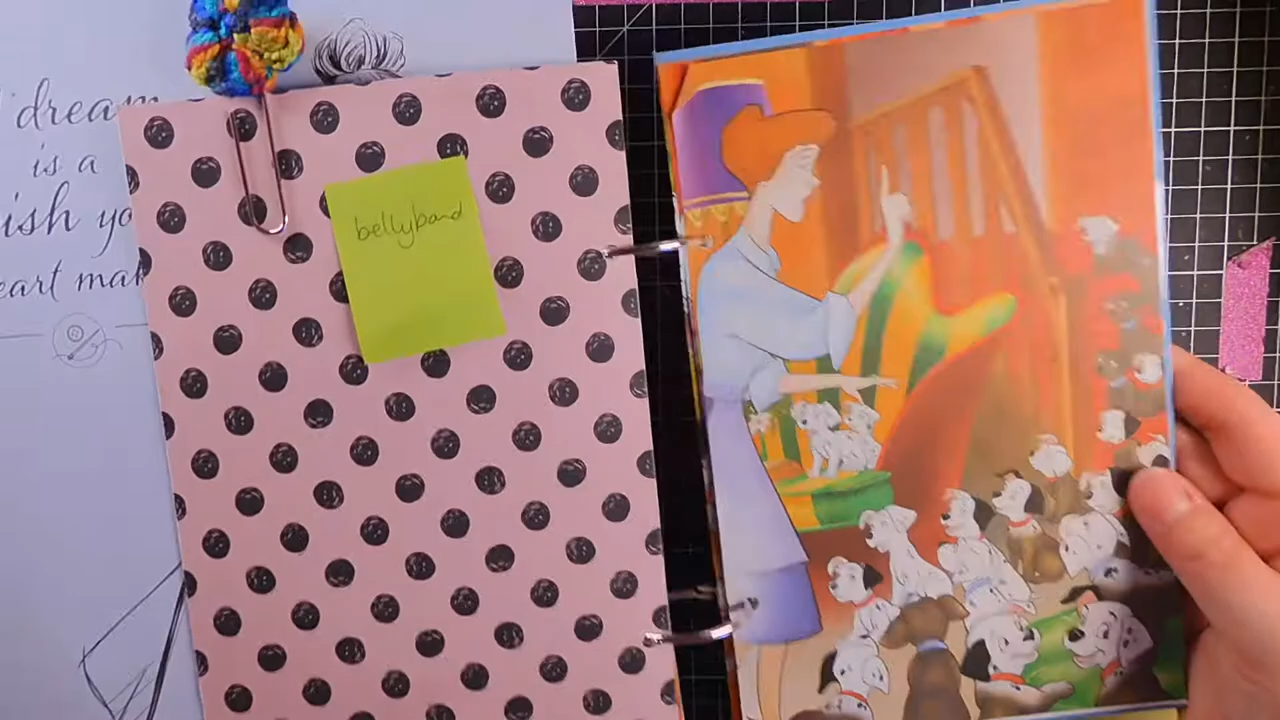 dream
is a
ish yo
eart mak
bellyband